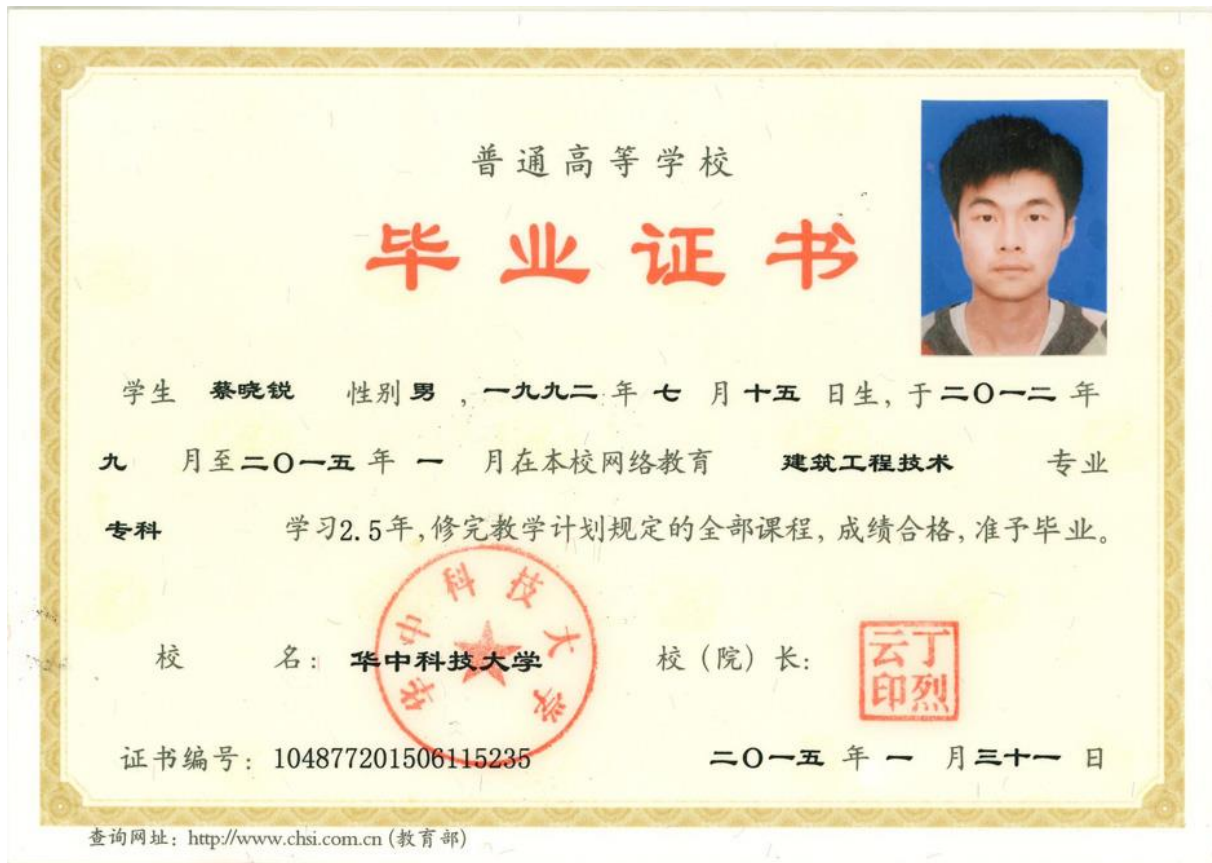 普通高等学校
毕业证书
学生 蔡晓锐 性别 男 , 一九九二 年 七 月 十五 日生, 于 二〇一二 年
九 月至 二〇一五 年 一 月在本校网络教育 建筑工程技术 专业
专科 学习2.5年, 修完教学计划规定的全部课程, 成绩合格, 准予毕业。
华中科技大学
校 名: 华中科技大学 校 (院) 长:
丁烈云印
证书编号: 104877201506115235 二〇一五 年 一 月 三十一 日
查询网址: http://www.chsi.com.cn (教育部)